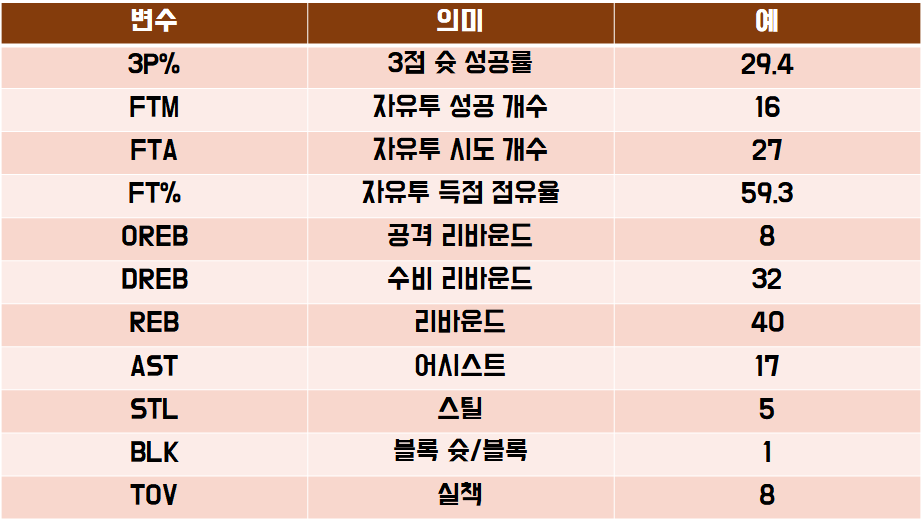 변수 의미 예
3P% 3점 슛 성공률 29.4
FTM 자유투 성공 개수 16
FTA 자유투 시도 개수 27
FT% 자유투 득점 점유율 59.3
OREB 공격 리바운드 8
DREB 수비 리바운드 32
REB 리바운드 40
AST 어시스트 17
STL 스틸 5
BLK 블록 슛/블록 1
TOV 실책 8